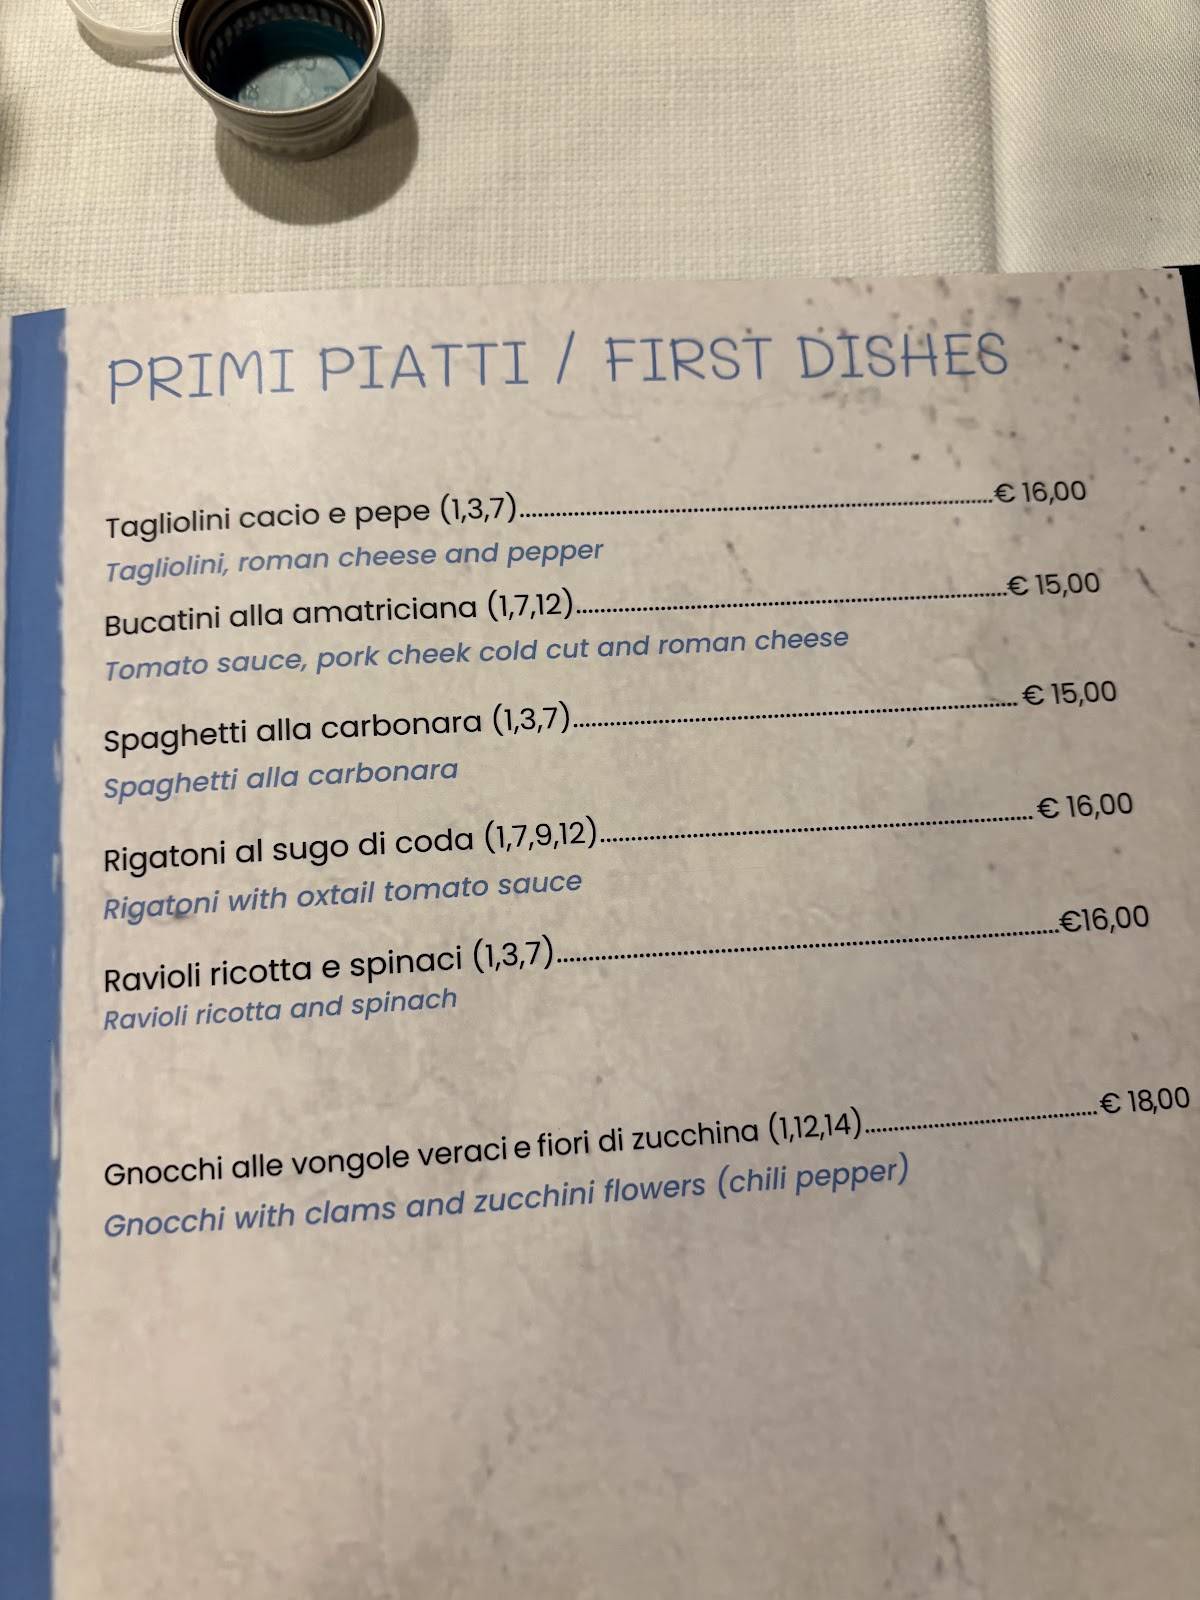 PRIMI PIATTI / FIRST DISHES
Tagliolini cacio e pepe (1,3,7)..........€ 16,00
Tagliolini, roman cheese and pepper
Bucatini alla amatriciana (1,7,12)..........€ 15,00
Tomato sauce, pork cheek cold cut and roman cheese
Spaghetti alla carbonara (1,3,7)..........€ 15,00
Spaghetti alla carbonara
Rigatoni al sugo di coda (1,7,9,12)..........€ 16,00
Rigatoni with oxtail tomato sauce
Ravioli ricotta e spinaci (1,3,7)..........€16,00
Ravioli ricotta and spinach
Gnocchi alle vongole veraci e fiori di zucchina (1,12,14)..........€ 18,00
Gnocchi with clams and zucchini flowers (chili pepper)